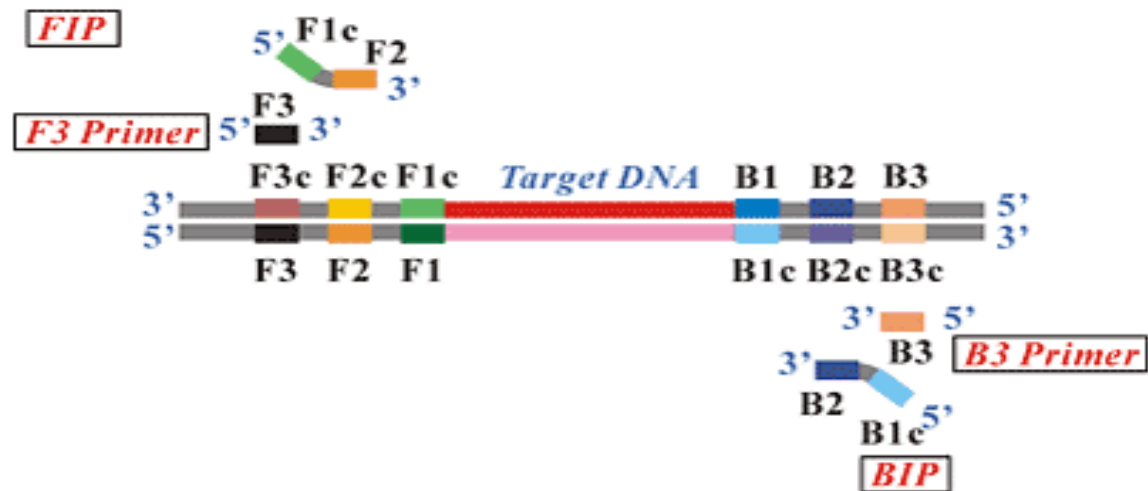 FIP
5’ F1c F2 3’
F3 Primer 5’ F3 3’
F3c F2c F1c Target DNA B1 B2 B3
3’ 5’
5’ 3’
F3 F2 F1 B1c B2c B3c
3’ 5’
B3 B3 Primer
3’ B2 B1c 5’
BIP